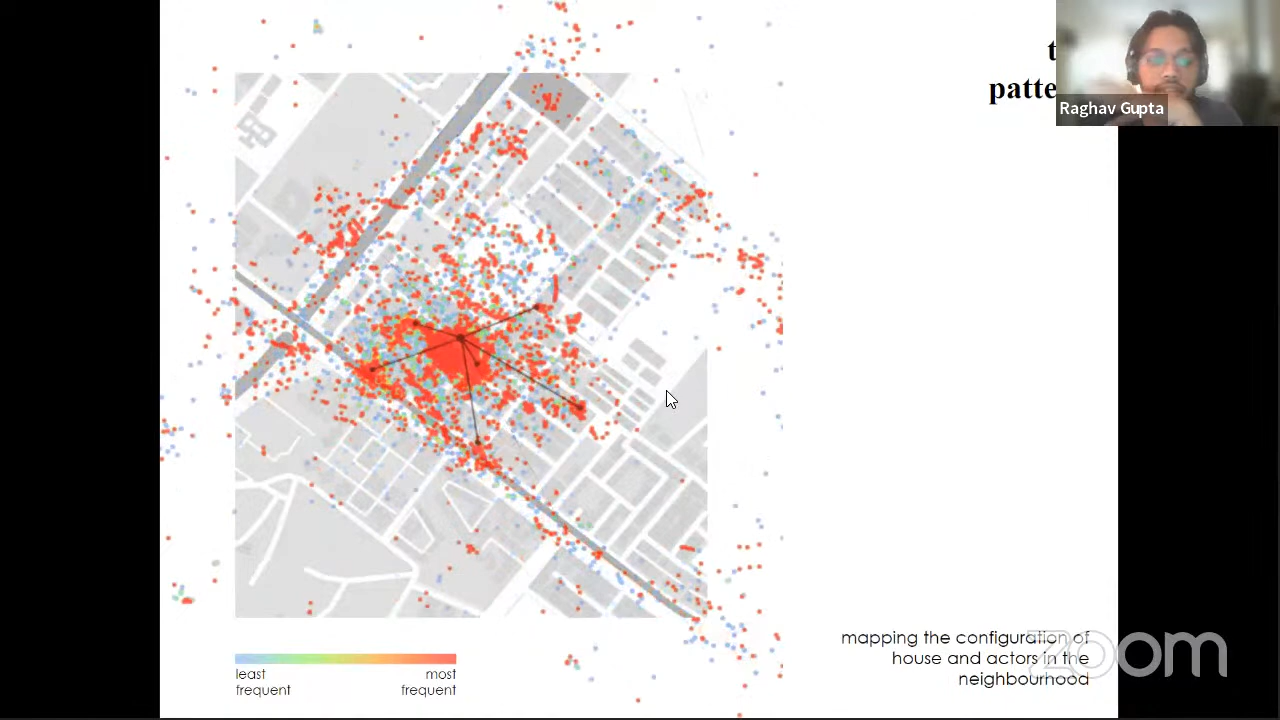 patte
Raghav Gupta
least
frequent
most
frequent
mapping the configuration of
house and actors in the
neighbourhood
zoom